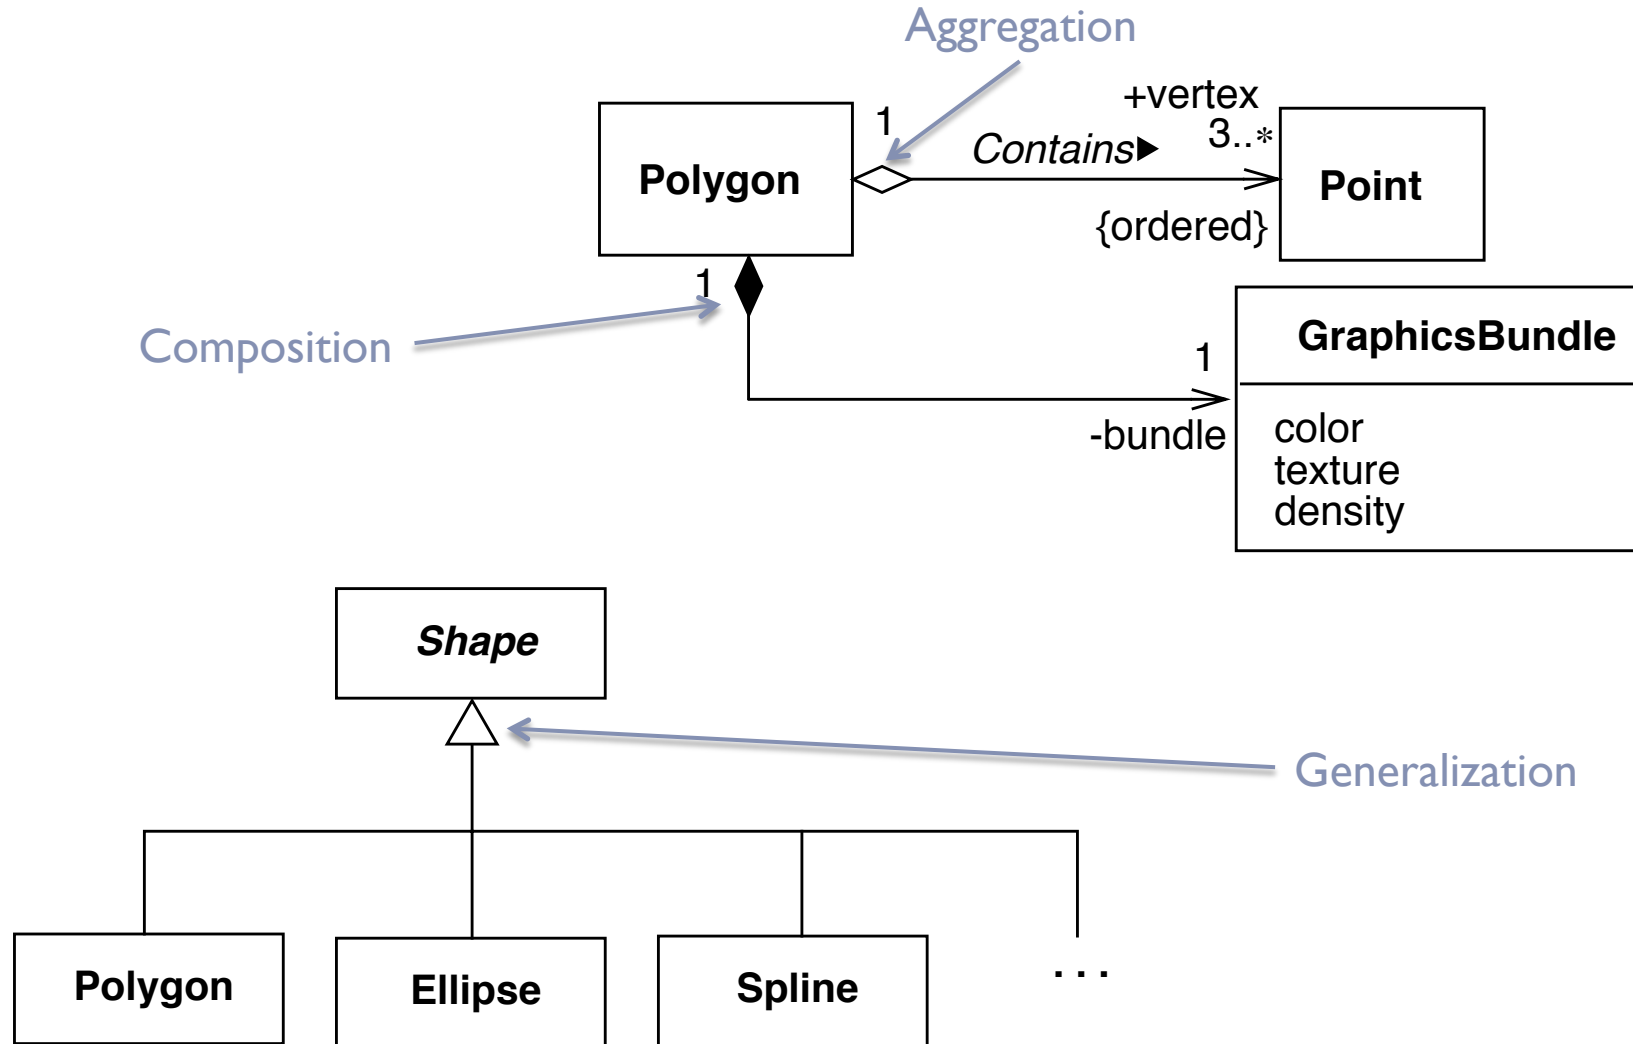 Aggregation
+vertex
1
3..*
Contains▶
Polygon
Point
{ordered}
1
Composition
1
GraphicsBundle
-bundle
color
texture
density
Shape
Generalization
Polygon
Ellipse
Spline
. . .